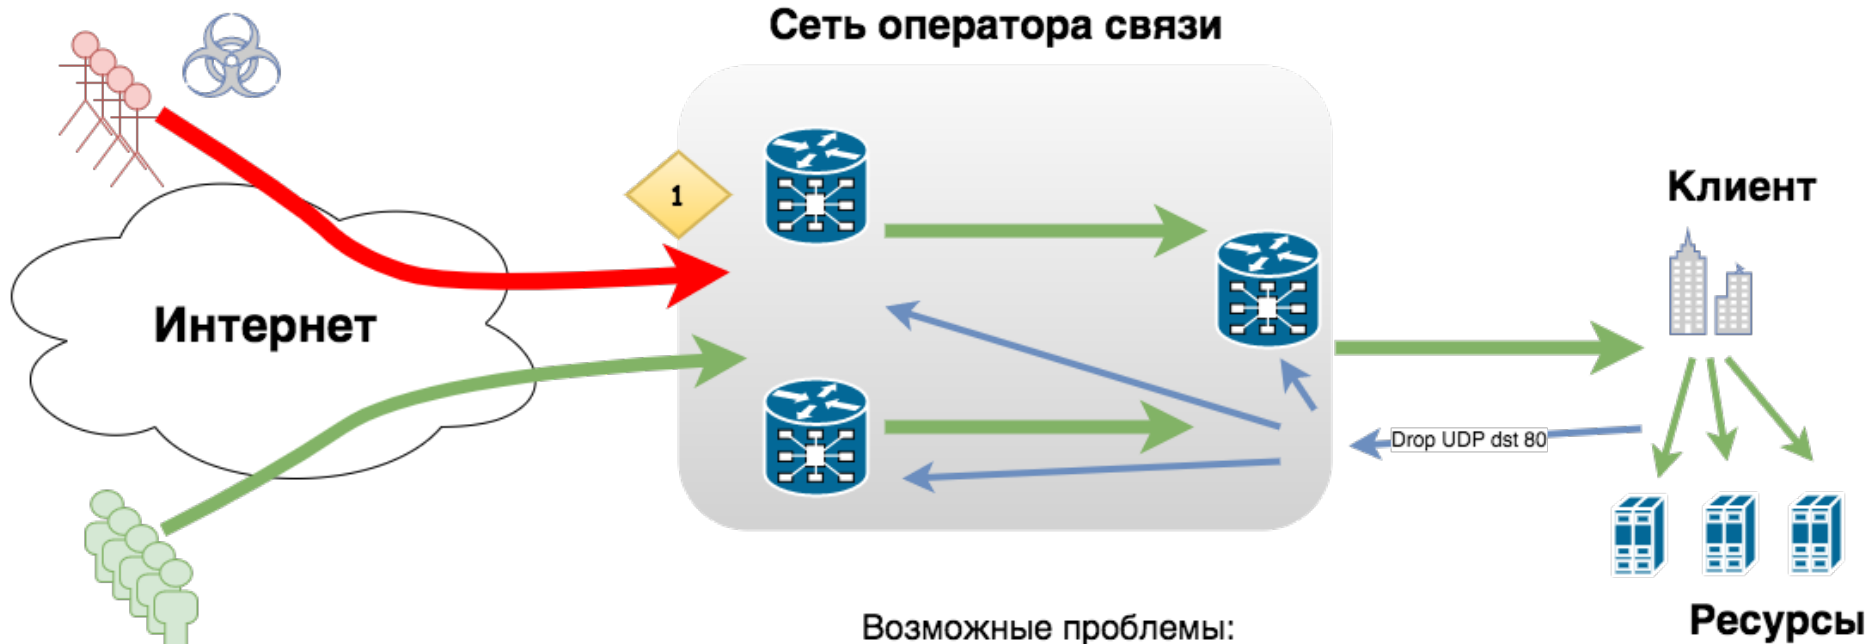 Сеть оператора связи
1
Клиент
Интернет
Drop UDP dst 80
Ресурсы
Возможные проблемы: